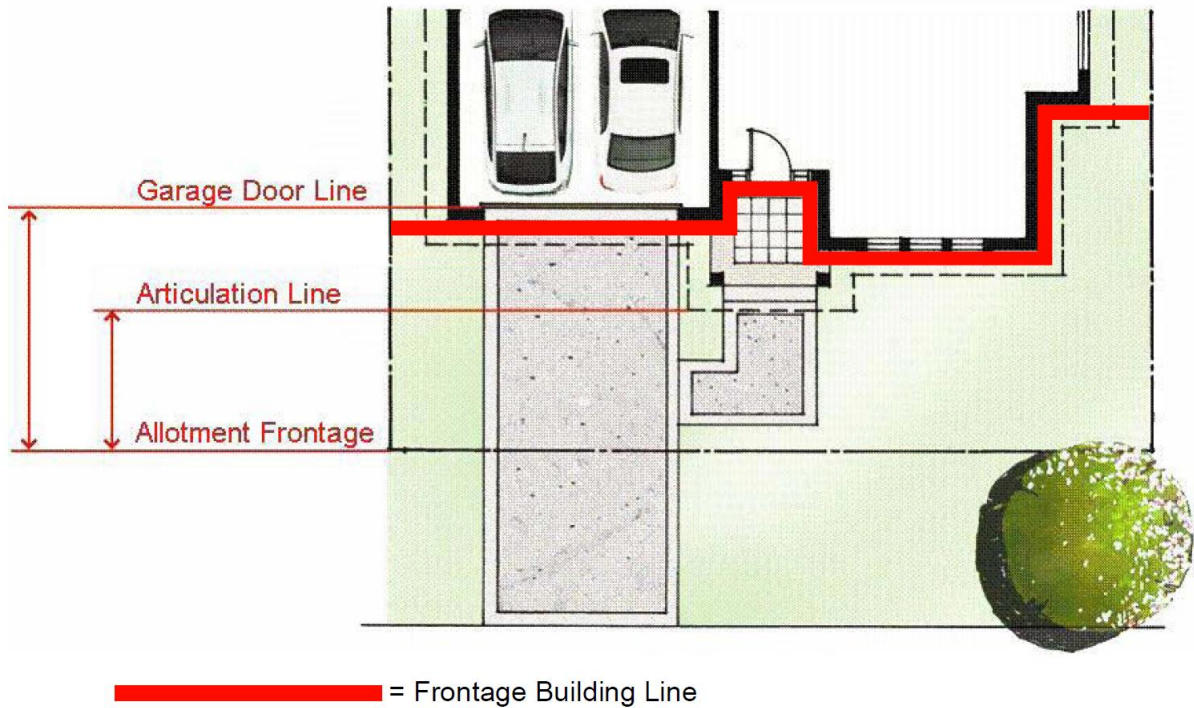 Garage Door Line
Articulation Line
Allotment Frontage
= Frontage Building Line